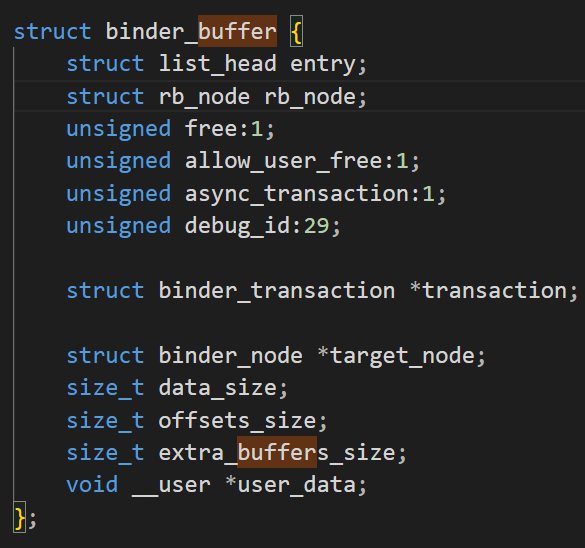 struct binder_buffer {
    struct list_head entry;
    struct rb_node rb_node;
    unsigned free:1;
    unsigned allow_user_free:1;
    unsigned async_transaction:1;
    unsigned debug_id:29;

    struct binder_transaction *transaction;

    struct binder_node *target_node;
    size_t data_size;
    size_t offsets_size;
    size_t extra_buffers_size;
    void __user *user_data;
};